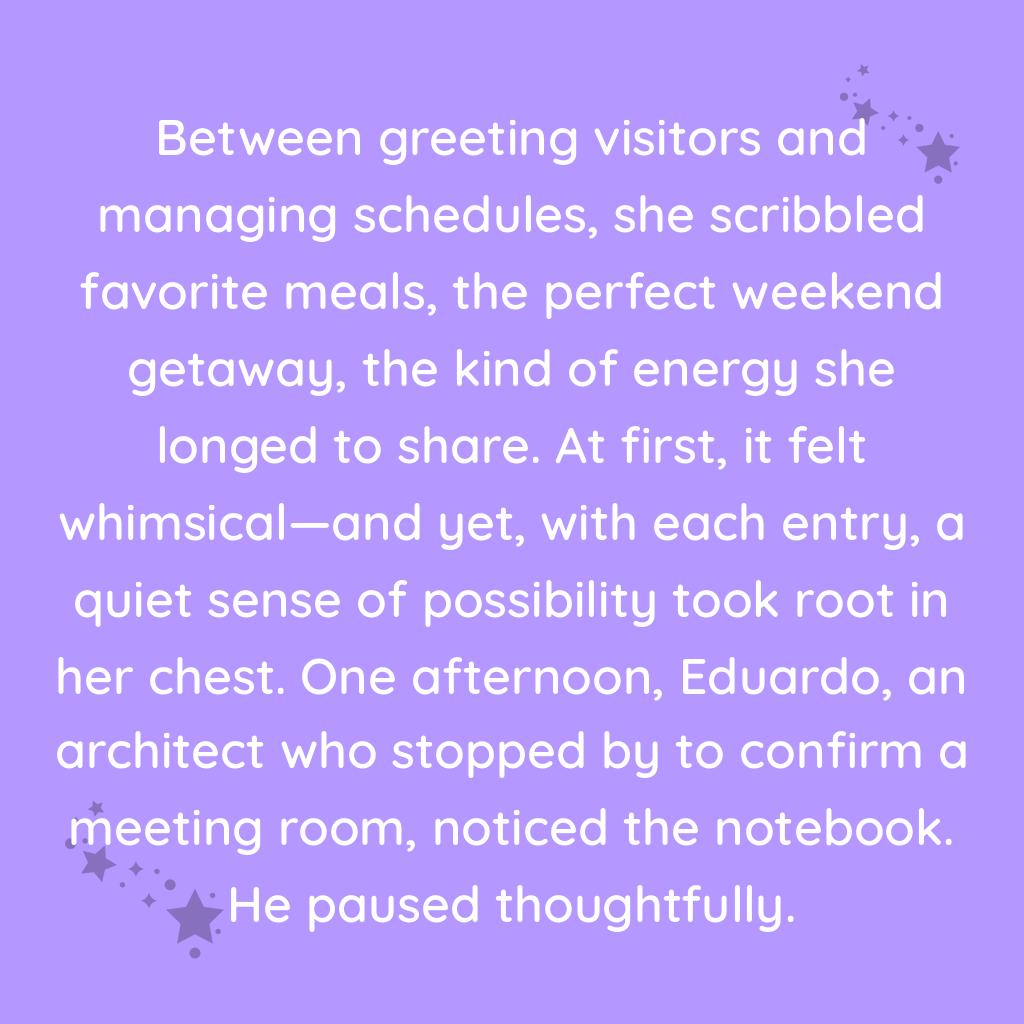 Between greeting visitors and
managing schedules, she scribbled
favorite meals, the perfect weekend
getaway, the kind of energy she
longed to share. At first, it felt
whimsical—and yet, with each entry, a
quiet sense of possibility took root in
her chest. One afternoon, Eduardo, an
architect who stopped by to confirm a
meeting room, noticed the notebook.
He paused thoughtfully.